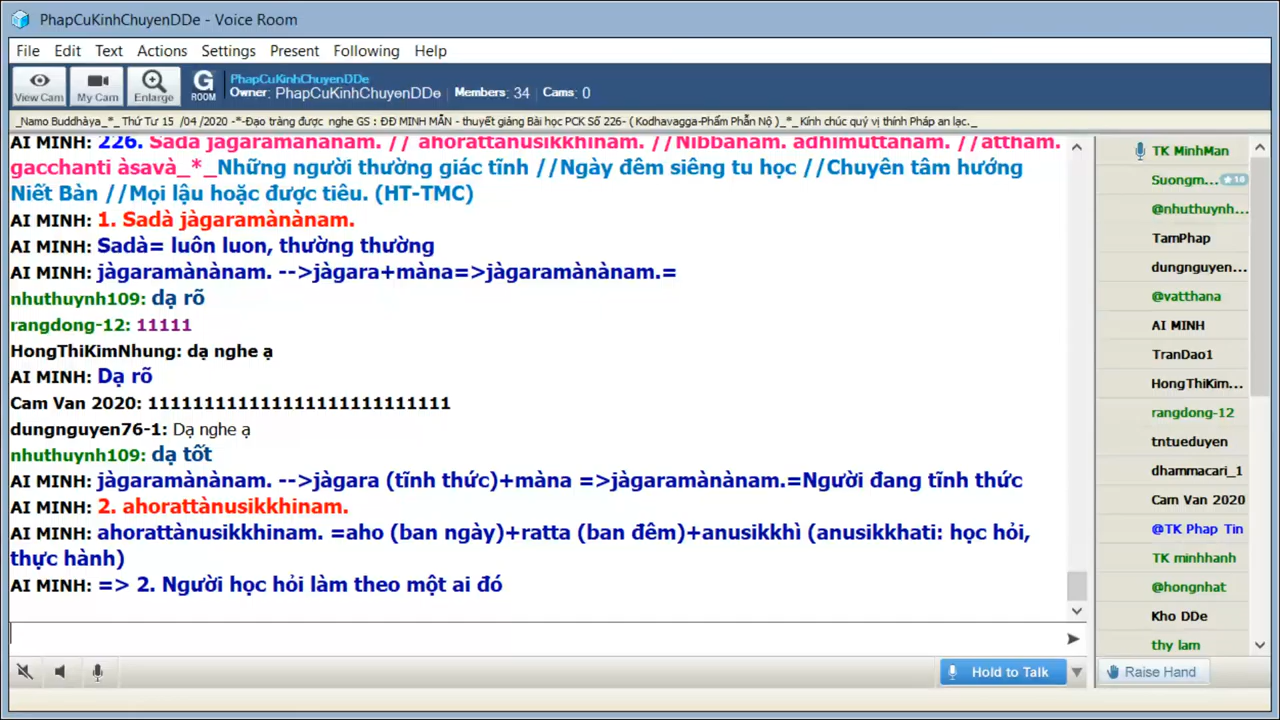 PhapCuKinhChuyenDDe - Voice Room
File Edit Text Actions Settings Present Following Help
View Cam My Cam Enlarge G ROOM
PhapCuKinhChuyenDDe
Owner: PhapCuKinhChuyenDDe Members: 34 Cams: 0
_Namo Buddhàya_*_ Thứ Tư 15 /04 /2020 -*-Đạo tràng được nghe GS : ĐĐ MINH MẪN - thuyết giảng Bài học PCK Số 226- ( Kodhavagga-Phẩm Phẫn Nộ )_*_ Kính chúc quý vị thính Pháp an lạc._
AI MINH: 226. Sadà jàgaramànànam. // ahorattànusikkhinam. //Nibbànam. adhimuttànam. //attham.
gacchanti àsavà_*_Những người thường giác tĩnh //Ngày đêm siêng tu học //Chuyên tâm hướng
Niết Bàn //Mọi lậu hoặc được tiêu. (HT-TMC)
AI MINH: 1. Sadà jàgaramànànam.
AI MINH: Sadà= luôn luon, thường thường
AI MINH: jàgaramànànam. -->jàgara+màna=>jàgaramànànam.=
nhuthuynh109: dạ rõ
rangdong-12: 11111
HongThiKimNhung: dạ nghe ạ
AI MINH: Dạ rõ
Cam Van 2020: 1111111111111111111111111111
dungnguyen76-1: Dạ nghe ạ
nhuthuynh109: dạ tốt
AI MINH: jàgaramànànam. -->jàgara (tĩnh thức)+màna =>jàgaramànànam.=Người đang tĩnh thức
AI MINH: 2. ahorattànusikkhinam.
AI MINH: ahorattànusikkhinam. =aho (ban ngày)+ratta (ban đêm)+anusikkhì (anusikkhati: học hỏi,
thực hành)
AI MINH: => 2. Người học hỏi làm theo một ai đó
TK MinhMan
Suongm... 16
@nhuthuynh...
TamPhap
dungnguyen...
@vatthana
AI MINH
TranDao1
HongThiKim...
rangdong-12
tntueduyen
dhammacari_1
Cam Van 2020
@TK Phap Tin
TK minhhanh
@hongnhat
Kho DDe
thy lam
Hold to Talk
Raise Hand